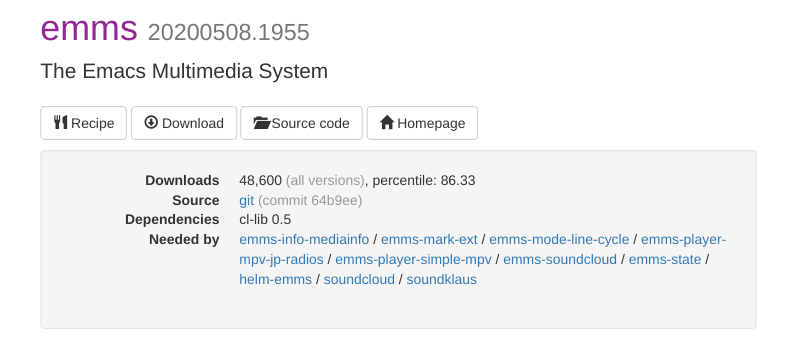 emms 20200508.1955
The Emacs Multimedia System
Recipe Download Source code Homepage
Downloads 48,600 (all versions), percentile: 86.33
Source git (commit 64b9ee)
Dependencies cl-lib 0.5
Needed by emms-info-mediainfo / emms-mark-ext / emms-mode-line-cycle / emms-player-
mpv-jp-radios / emms-player-simple-mpv / emms-soundcloud / emms-state /
helm-emms / soundcloud / soundklaus